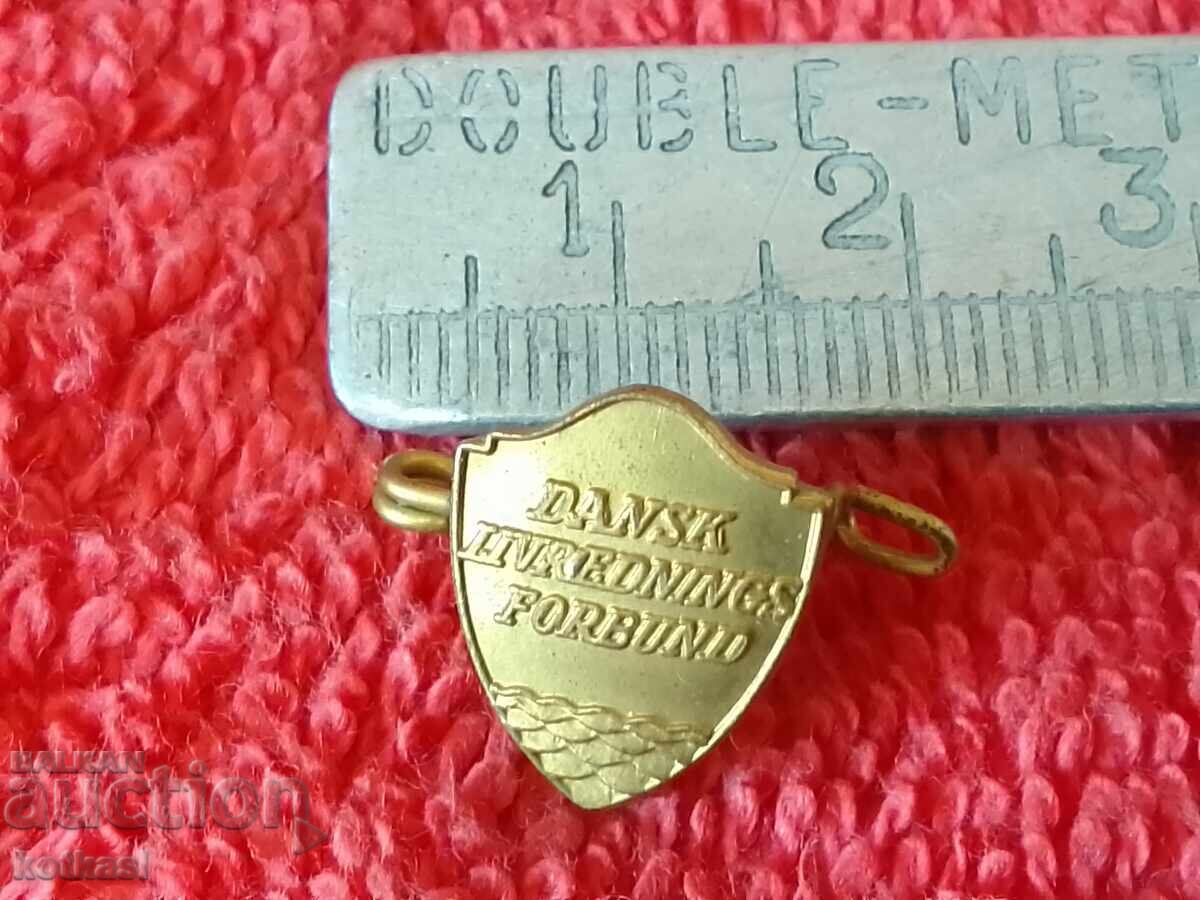 DOUBLE-MET
1 2 3
DANSK
LIVREDNINGS
FORBUND
BALKAN
auction
kotkasl